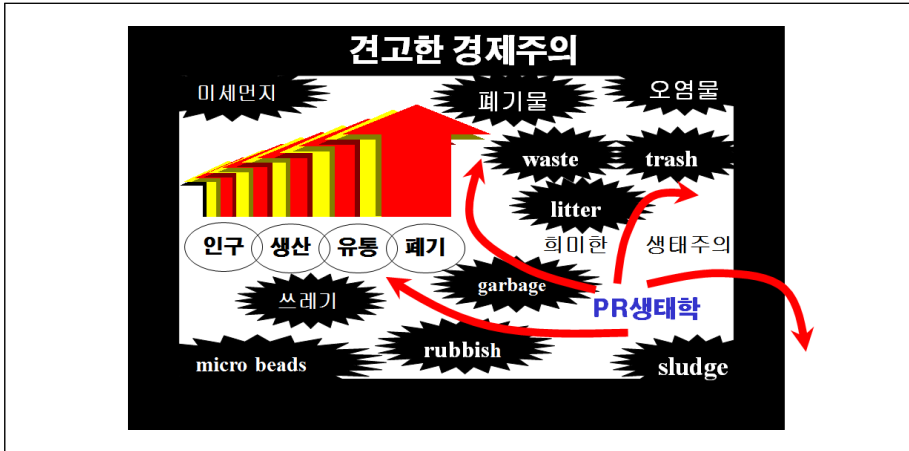 견고한 경제주의
미세먼지
폐기물
오염물
waste
trash
litter
인구 생산 유통 폐기
희미한 생태주의
garbage
쓰레기
PR생태학
micro beads
rubbish
sludge